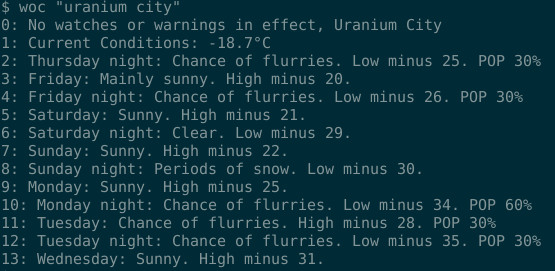 $ woc "uranium city"
0: No watches or warnings in effect, Uranium City
1: Current Conditions: -18.7°C
2: Thursday night: Chance of flurries. Low minus 25. POP 30%
3: Friday: Mainly sunny. High minus 20.
4: Friday night: Chance of flurries. Low minus 26. POP 30%
5: Saturday: Sunny. High minus 21.
6: Saturday night: Clear. Low minus 29.
7: Sunday: Sunny. High minus 22.
8: Sunday night: Periods of snow. Low minus 30.
9: Monday: Sunny. High minus 25.
10: Monday night: Chance of flurries. Low minus 34. POP 60%
11: Tuesday: Chance of flurries. High minus 28. POP 30%
12: Tuesday night: Chance of flurries. Low minus 35. POP 30%
13: Wednesday: Sunny. High minus 31.